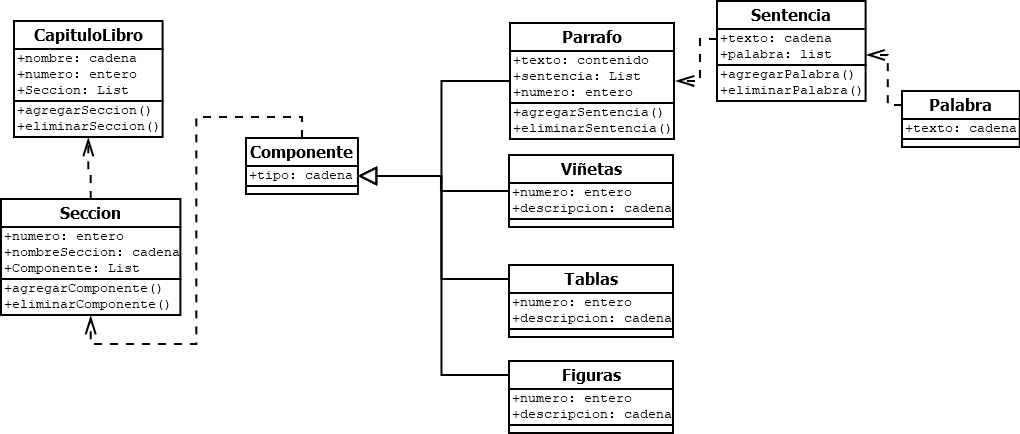 CapituloLibro
+nombre: cadena
+numero: entero
+Seccion: List
+agregarSeccion()
+eliminarSeccion()
Seccion
+numero: entero
+nombreSeccion: cadena
+Componente: List
+agregarComponente()
+eliminarComponente()
Componente
+tipo: cadena
Parrafo
+texto: contenido
+sentencia: List
+numero: entero
+agregarSentencia()
+eliminarSentencia()
Viñetas
+numero: entero
+descripcion: cadena
Tablas
+numero: entero
+descripcion: cadena
Figuras
+numero: entero
+descripcion: cadena
Sentencia
+texto: cadena
+palabra: list
+agregarPalabra()
+eliminarPalabra()
Palabra
+texto: cadena